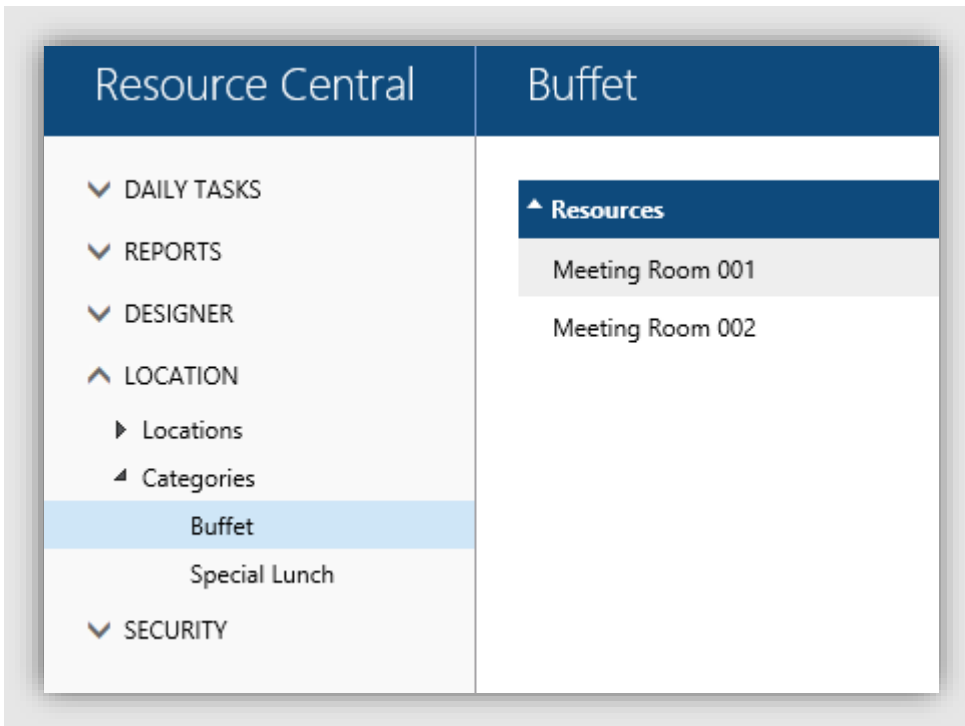 Resource Central
DAILY TASKS
REPORTS
DESIGNER
LOCATION
Locations
Categories
Buffet
Special Lunch
SECURITY
Buffet
Resources
Meeting Room 001
Meeting Room 002